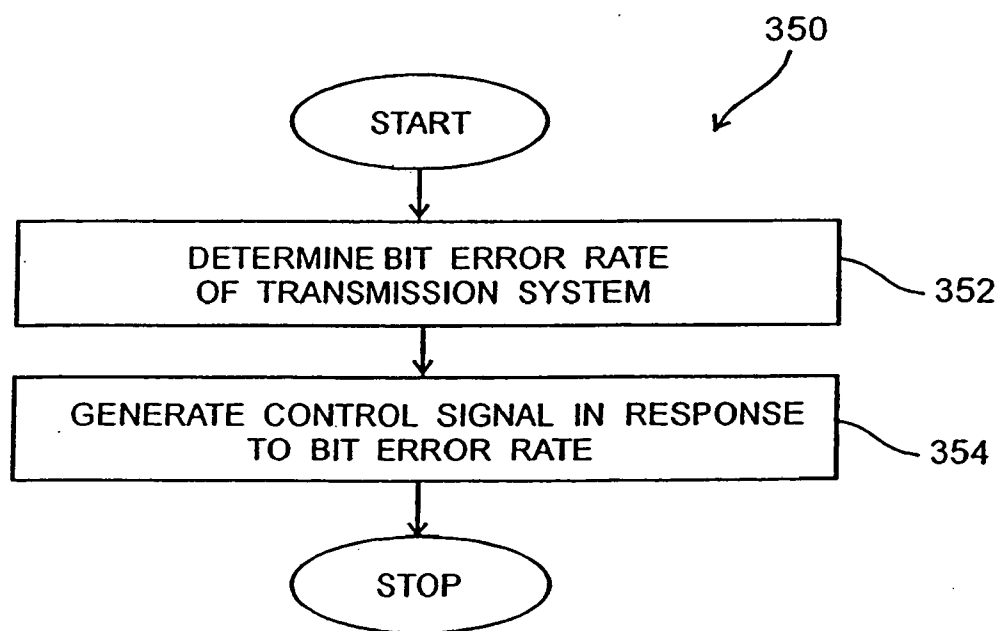 350
START
DETERMINE BIT ERROR RATE
OF TRANSMISSION SYSTEM
352
GENERATE CONTROL SIGNAL IN RESPONSE
TO BIT ERROR RATE
354
STOP